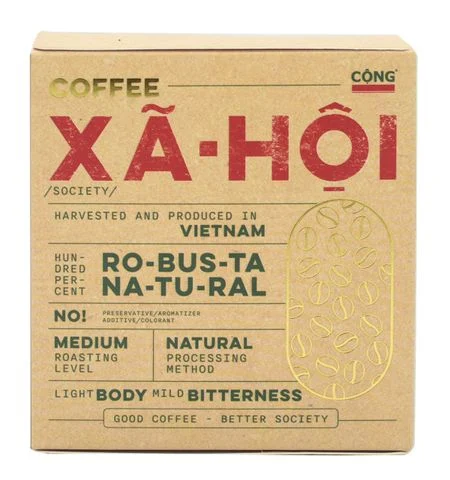 COFFEE
CỘNG
XÃ·HỘI
/SOCIETY/
HARVESTED AND PRODUCED IN
VIETNAM
HUN-
DRED
PER-
CENT
RO-BUS-TA
NA-TU-RAL
NO!
PRESERVATIVE/AROMATIZER
ADDITIVE/COLORANT
MEDIUM
ROASTING
LEVEL
NATURAL
PROCESSING
METHOD
LIGHT BODY MILD BITTERNESS
GOOD COFFEE - BETTER SOCIETY